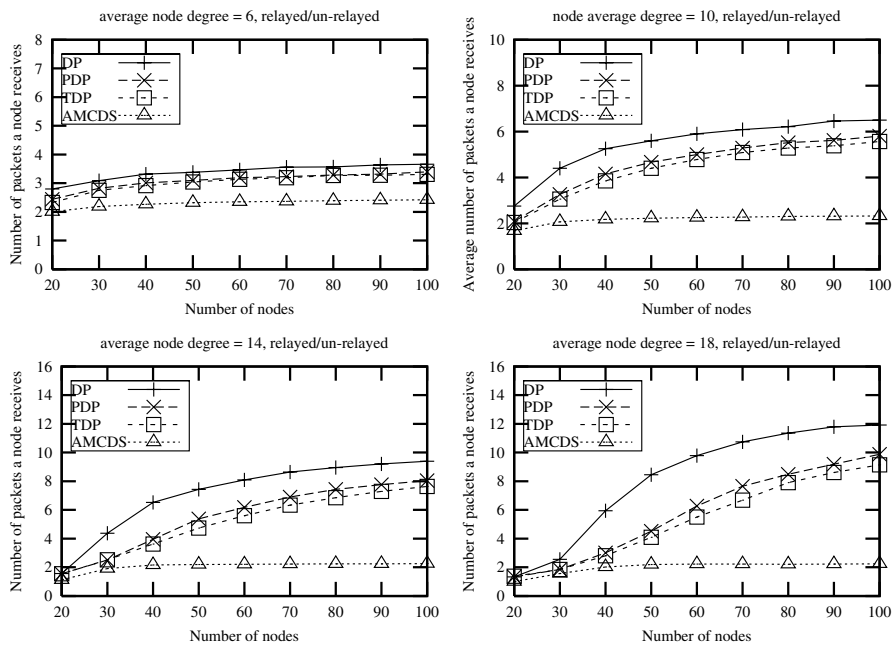 average node degree = 6, relayed/un-relayed
Number of packets a node receives
8
7
6
5
4
3
2
1
0
DP
PDP
TDP
AMCDS
20 30 40 50 60 70 80 90 100
Number of nodes
node average degree = 10, relayed/un-relayed
Average number of packets a node receives
10
8
6
4
2
0
DP
PDP
TDP
AMCDS
20 30 40 50 60 70 80 90 100
Number of nodes
average node degree = 14, relayed/un-relayed
Number of packets a node receives
16
14
12
10
8
6
4
2
0
DP
PDP
TDP
AMCDS
20 30 40 50 60 70 80 90 100
Number of nodes
average node degree = 18, relayed/un-relayed
Number of packets a node receives
16
14
12
10
8
6
4
2
0
DP
PDP
TDP
AMCDS
20 30 40 50 60 70 80 90 100
Number of nodes